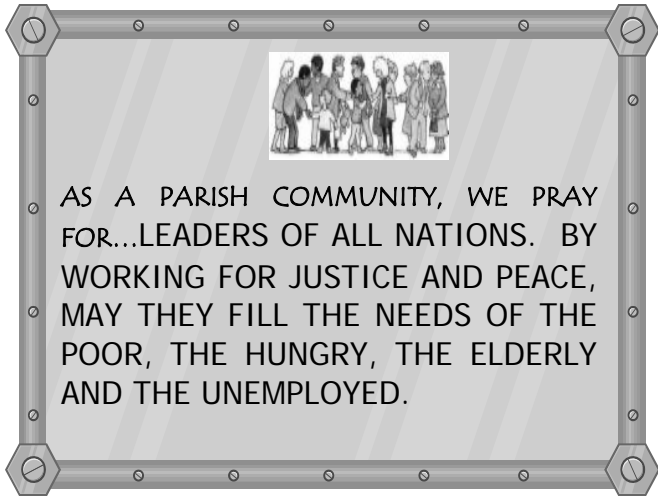 AS A PARISH COMMUNITY, WE PRAY
FOR...LEADERS OF ALL NATIONS. BY
WORKING FOR JUSTICE AND PEACE,
MAY THEY FILL THE NEEDS OF THE
POOR, THE HUNGRY, THE ELDERLY
AND THE UNEMPLOYED.